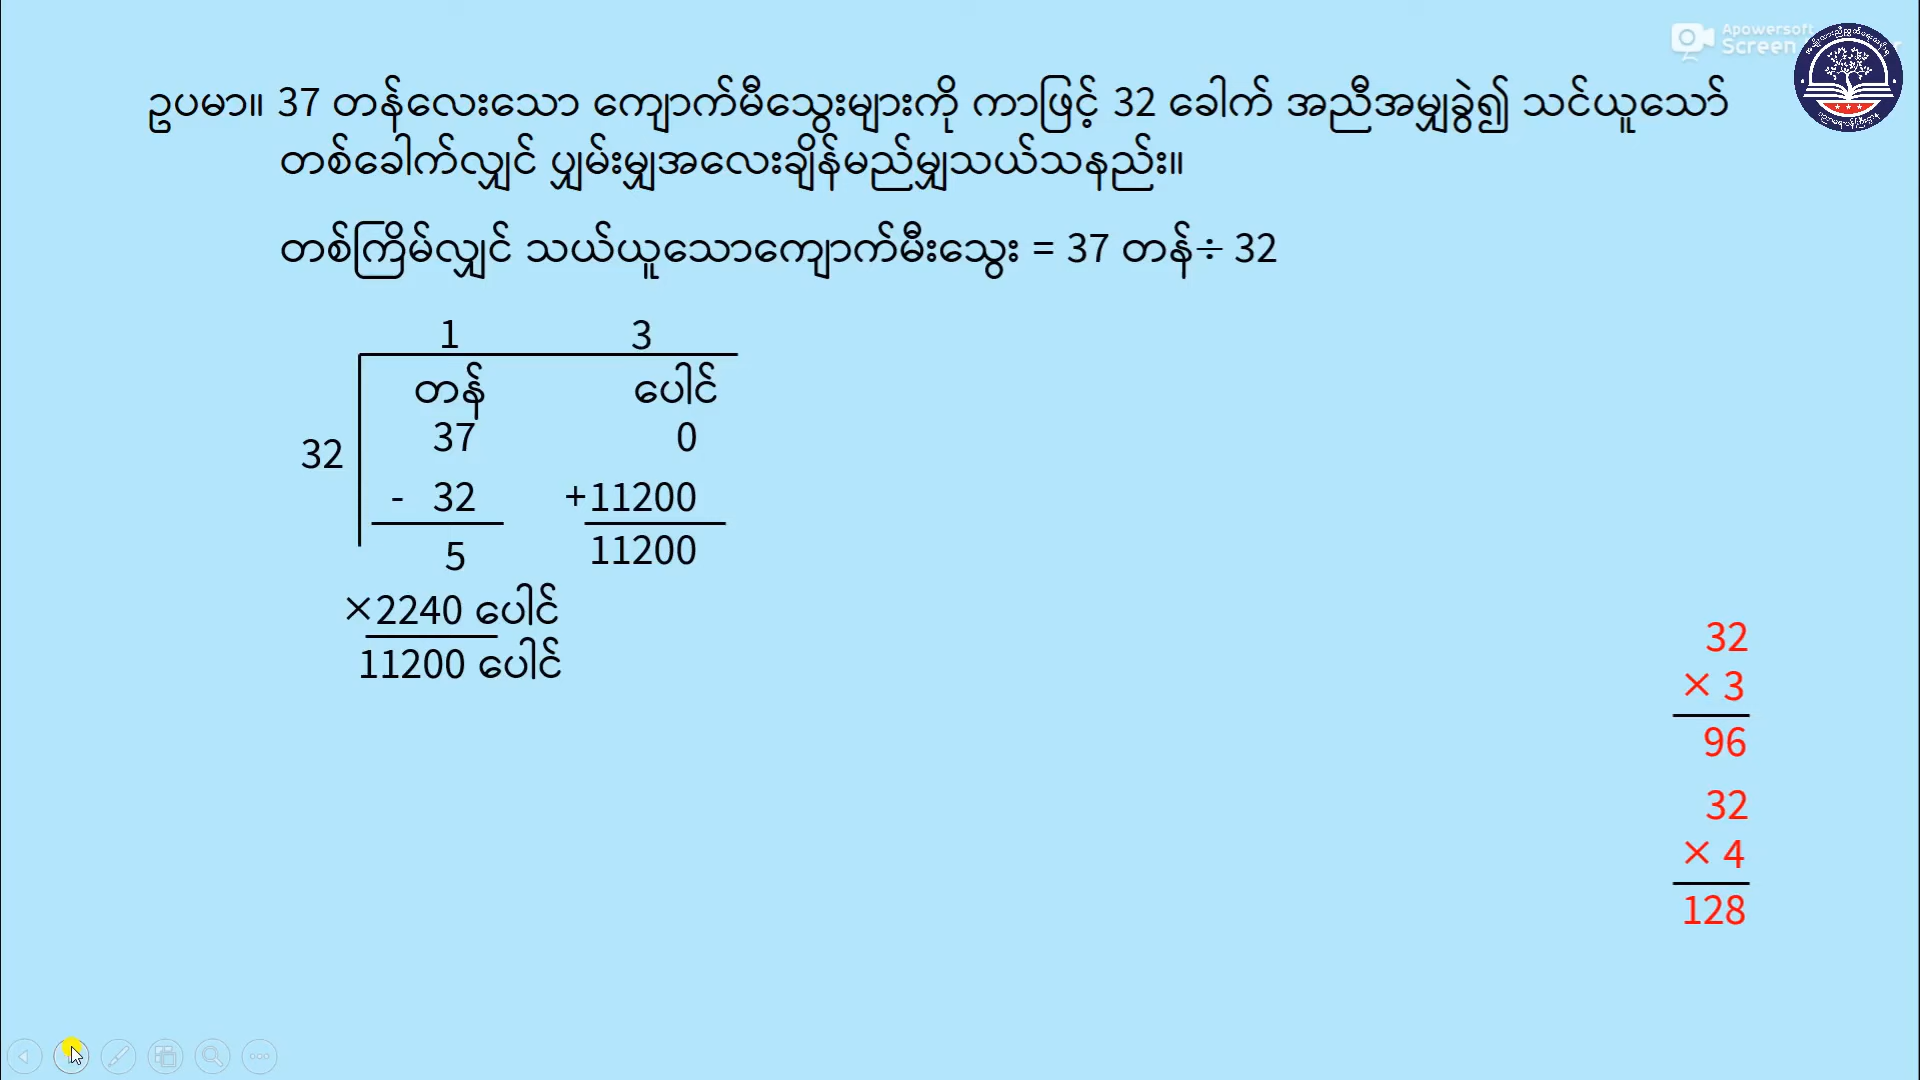 Apowersoft
Screen
ဥပမာ။ 37 တန်လေးသော ကျောက်မီသွေးများကို ကာဖြင့် 32 ခေါက် အညီအမျှခွဲ၍ သင်ယူသော်
တစ်ခေါက်လျှင် ပျှမ်းမျှအလေးချိန်မည်မျှသယ်သနည်း။
တစ်ကြိမ်လျှင် သယ်ယူသောကျောက်မီးသွေး = 37 တန်÷ 32
1 3
တန် ပေါင်
37 0
32
- 32 +11200
5 11200
×2240 ပေါင်
11200 ပေါင်
32
× 3
96
32
× 4
128